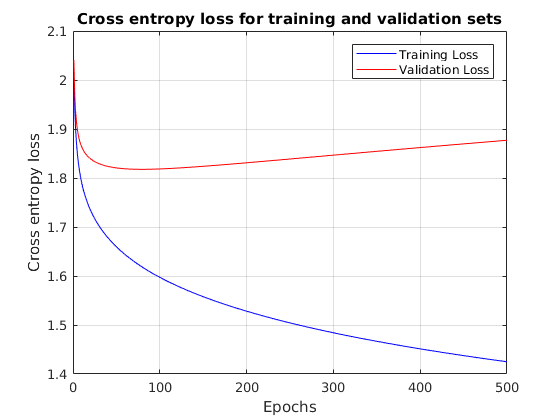 Cross entropy loss for training and validation sets
2.1
2
1.9
1.8
1.7
1.6
1.5
1.4
Cross entropy loss
Training Loss
Validation Loss
0 100 200 300 400 500
Epochs